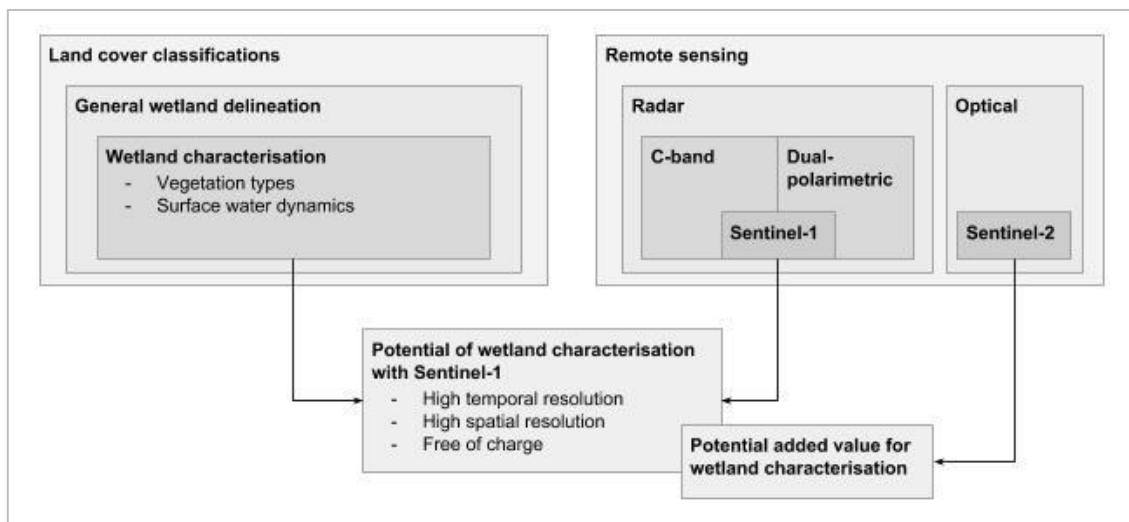 Land cover classifications
General wetland delineation
Wetland characterisation
- Vegetation types
- Surface water dynamics
Remote sensing
Radar
C-band
Dual-
polarimetric
Sentinel-1
Optical
Sentinel-2
Potential of wetland characterisation
with Sentinel-1
- High temporal resolution
- High spatial resolution
- Free of charge
Potential added value for
wetland characterisation